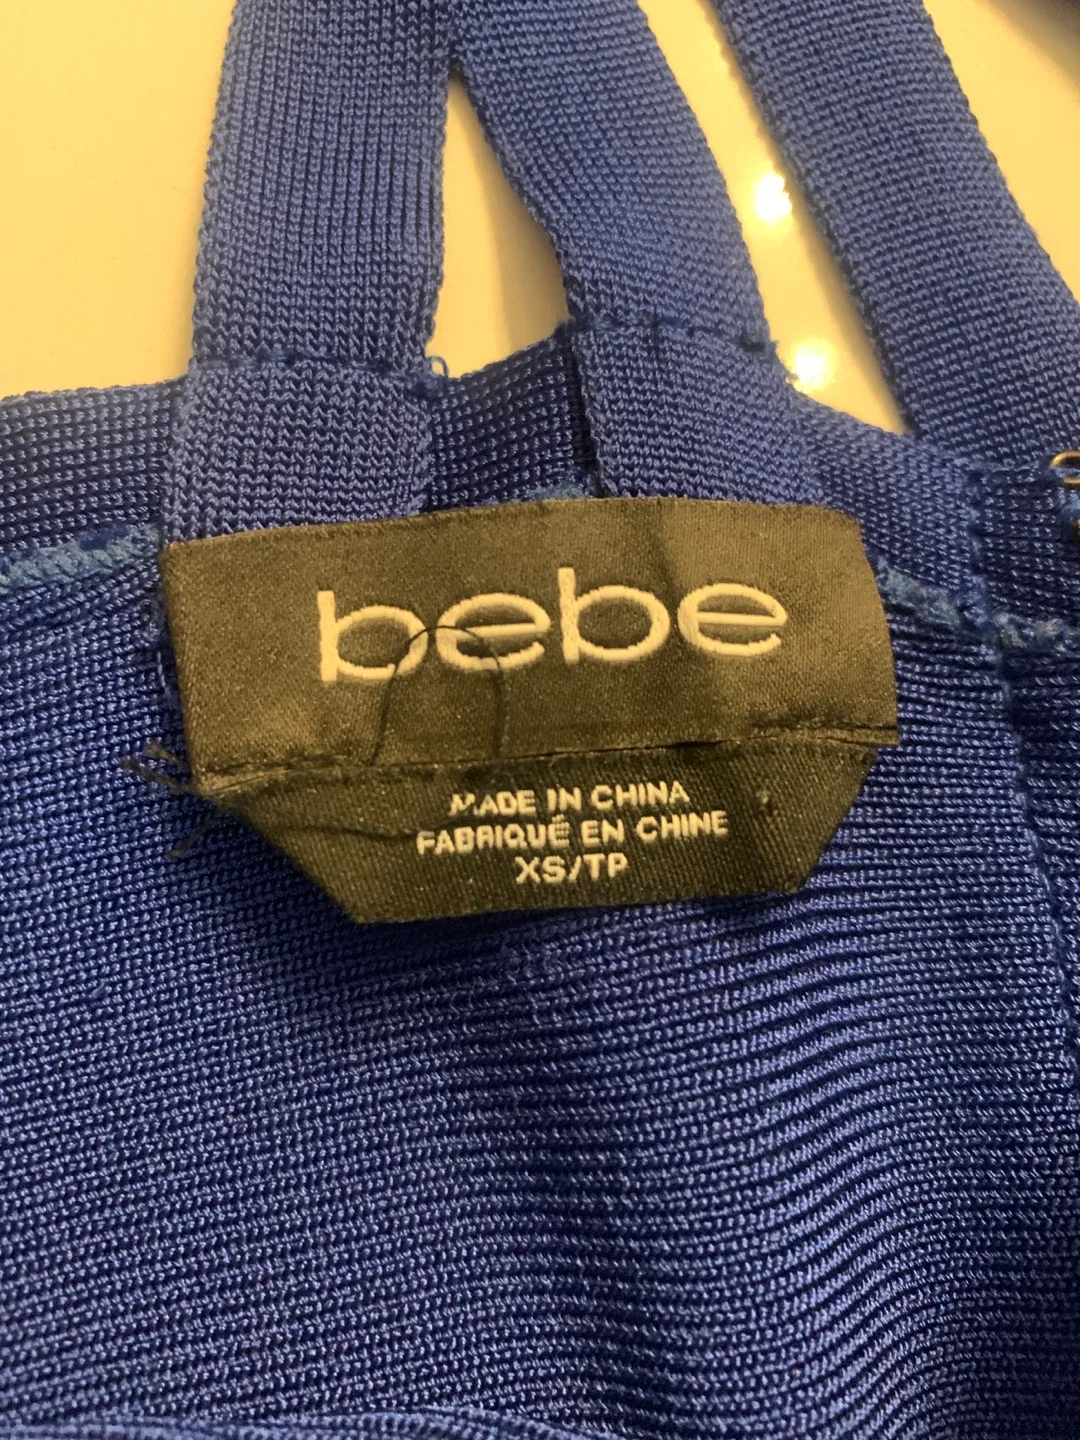 bebe
MADE IN CHINA
FABRIQUÉ EN CHINE
XS/TP